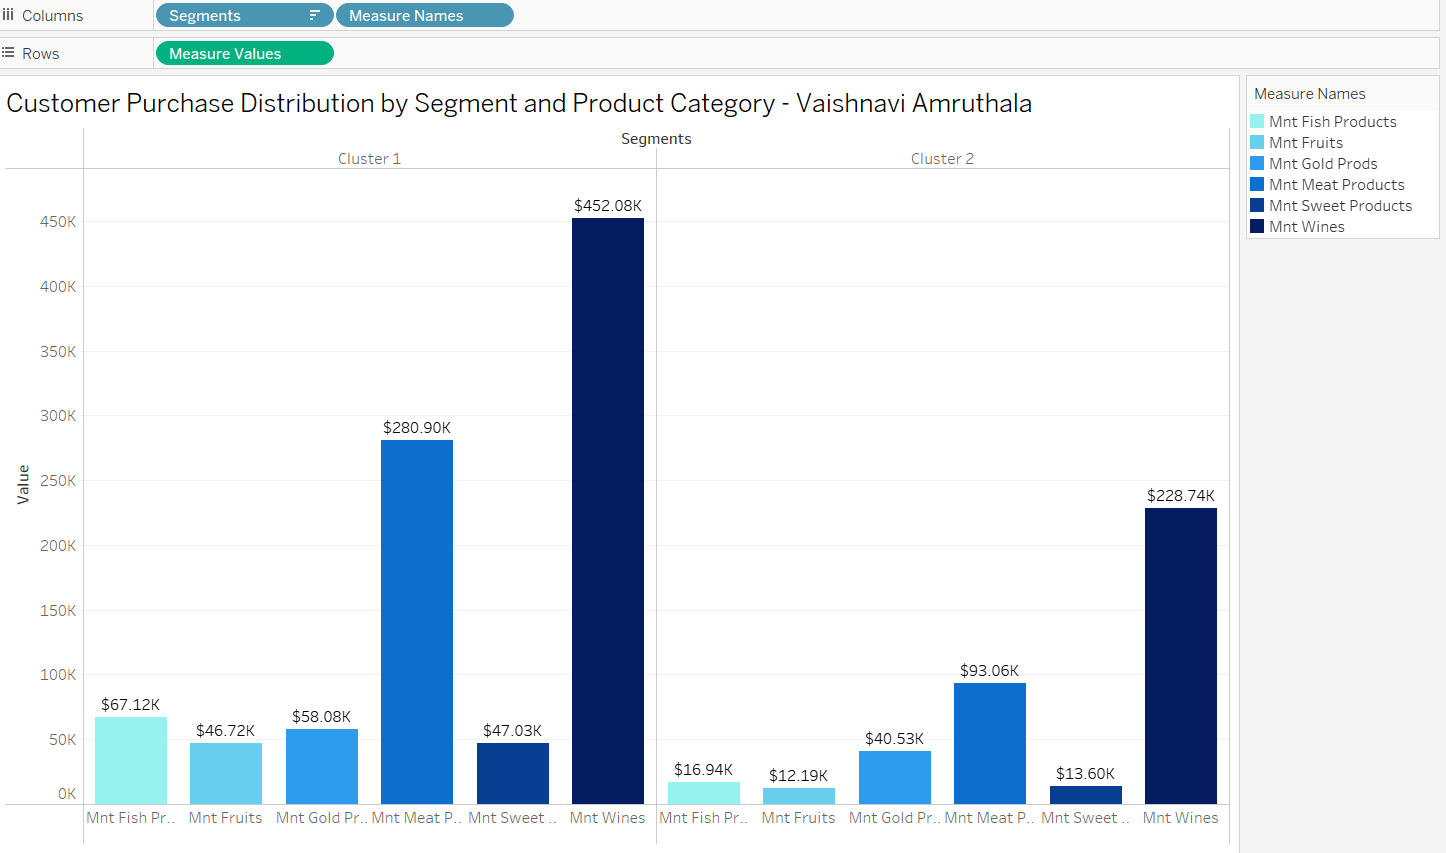 Columns Segments Measure Names
Rows Measure Values
Customer Purchase Distribution by Segment and Product Category - Vaishnavi Amruthala
Segments
Cluster 1 Cluster 2
Value
450K
400K
350K
300K
250K
200K
150K
100K
50K
0K
$67.12K
$46.72K
$58.08K
$280.90K
$47.03K
$452.08K
$16.94K
$12.19K
$40.53K
$93.06K
$13.60K
$228.74K
Mnt Fish Pr.. Mnt Fruits Mnt Gold Pr.. Mnt Meat P.. Mnt Sweet .. Mnt Wines Mnt Fish Pr.. Mnt Fruits Mnt Gold Pr.. Mnt Meat P.. Mnt Sweet .. Mnt Wines
Measure Names
Mnt Fish Products
Mnt Fruits
Mnt Gold Prods
Mnt Meat Products
Mnt Sweet Products
Mnt Wines